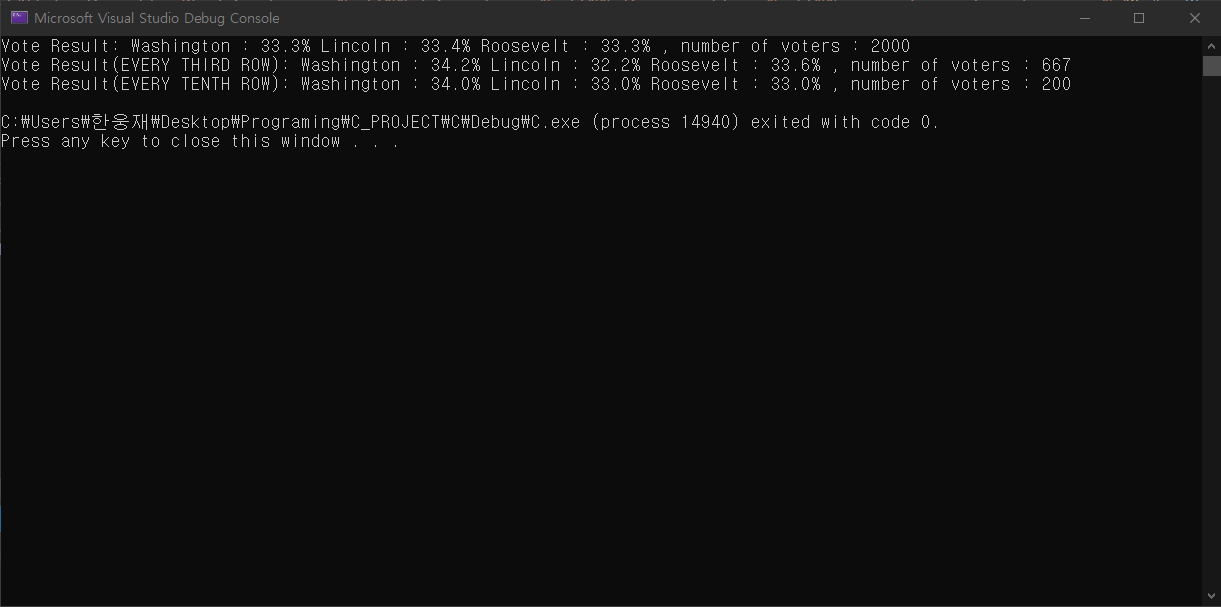 Microsoft Visual Studio Debug Console
Vote Result: Washington : 33.3% Lincoln : 33.4% Roosevelt : 33.3% , number of voters : 2000
Vote Result(EVERY THIRD ROW): Washington : 34.2% Lincoln : 32.2% Roosevelt : 33.6% , number of voters : 667
Vote Result(EVERY TENTH ROW): Washington : 34.0% Lincoln : 33.0% Roosevelt : 33.0% , number of voters : 200
C:₩Users₩한웅재₩Desktop₩Programing₩C_PROJECT₩C₩Debug₩C.exe (process 14940) exited with code 0.
Press any key to close this window . . .